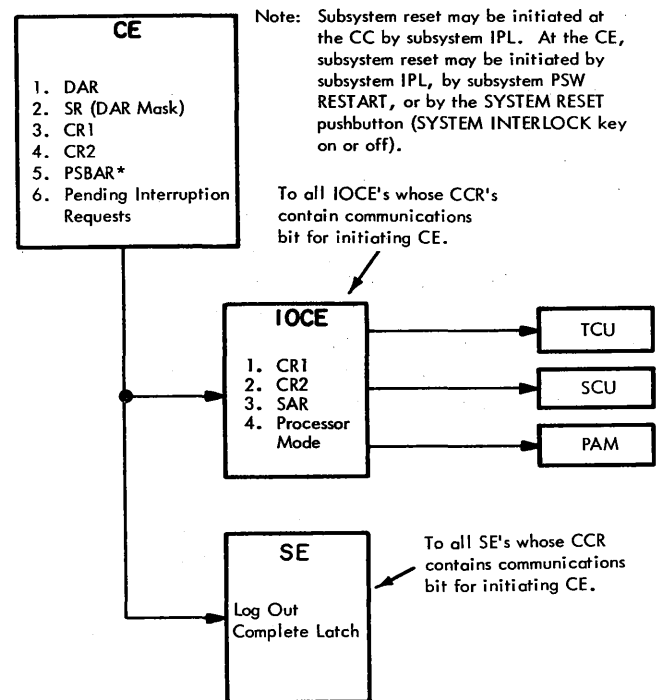 CE
1. DAR
2. SR (DAR Mask)
3. CR1
4. CR2
5. PSBAR*
6. Pending Interruption
Requests
Note: Subsystem reset may be initiated at
the CC by subsystem IPL. At the CE,
subsystem reset may be initiated by
subsystem IPL, by subsystem PSW
RESTART, or by the SYSTEM RESET
pushbutton (SYSTEM INTERLOCK key
on or off).
To all IOCE's whose CCR's
contain communications
bit for initiating CE.
IOCE
1. CR1
2. CR2
3. SAR
4. Processor
Mode
TCU
SCU
PAM
SE
Log Out
Complete Latch
To all SE's whose CCR
contains communications
bit for initiating CE.